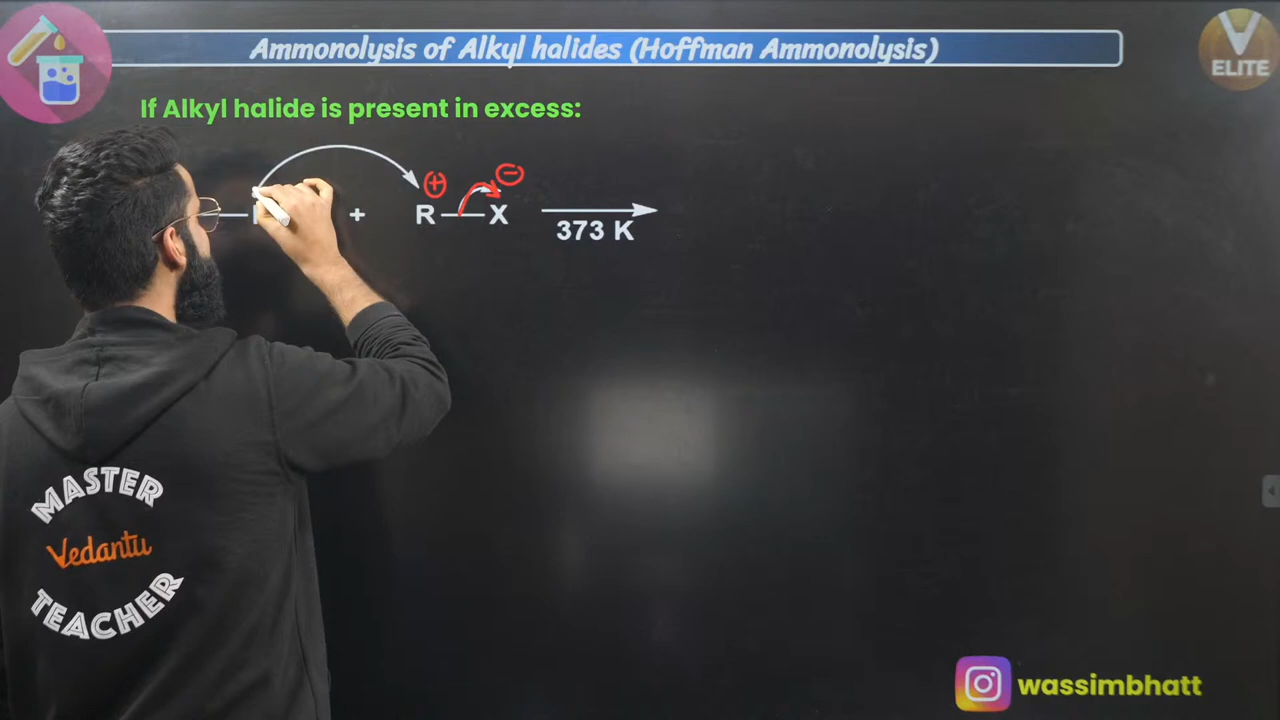 Ammonolysis of Alkyl halides (Hoffman Ammonolysis)
ELITE
If Alkyl halide is present in excess:
+ R — X
⊕
⊖
373 K
MASTER
Vedantu
TEACHER
wassimbhatt